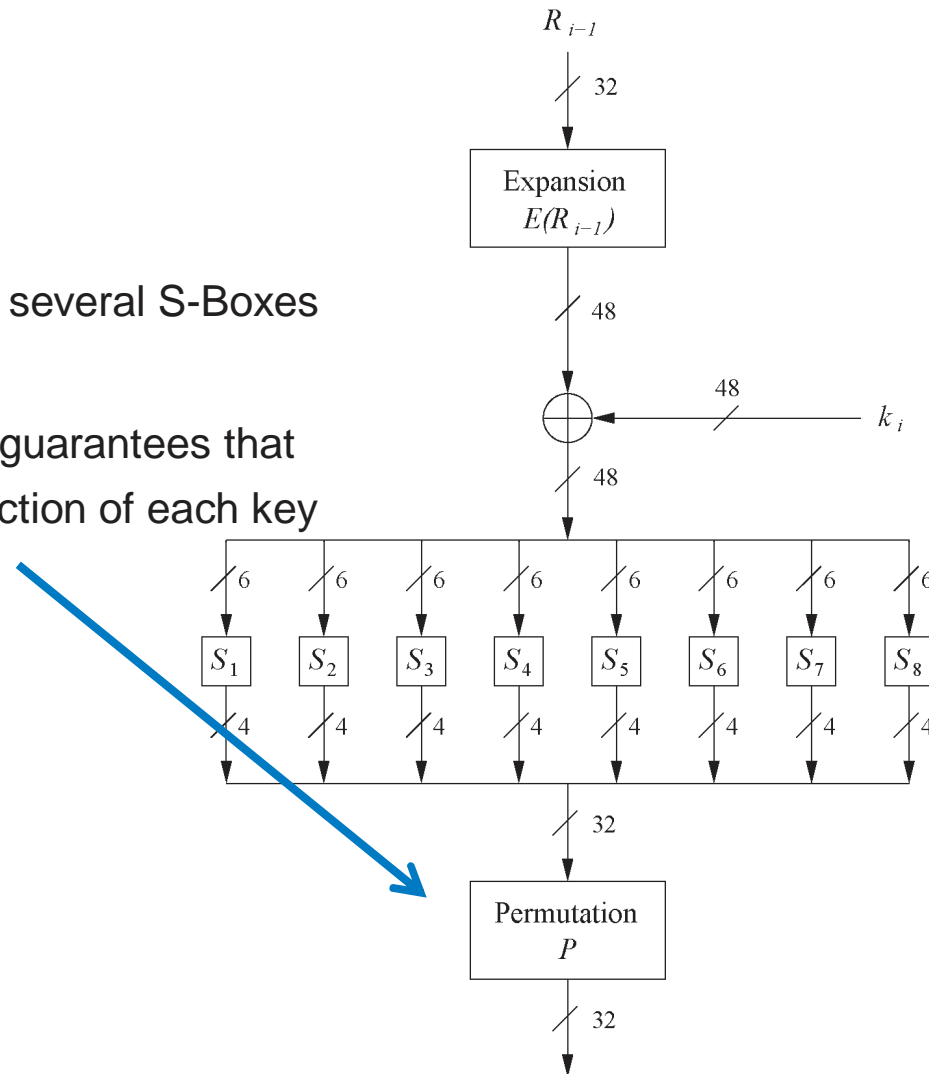 R i−1
32
Expansion
E(R i−1)
several S-Boxes
48
48
k i
guarantees that
48
ction of each key
6 6 6 6 6 6 6 6
S1 S2 S3 S4 S5 S6 S7 S8
4 4 4 4 4 4 4 4
32
Permutation
P
32